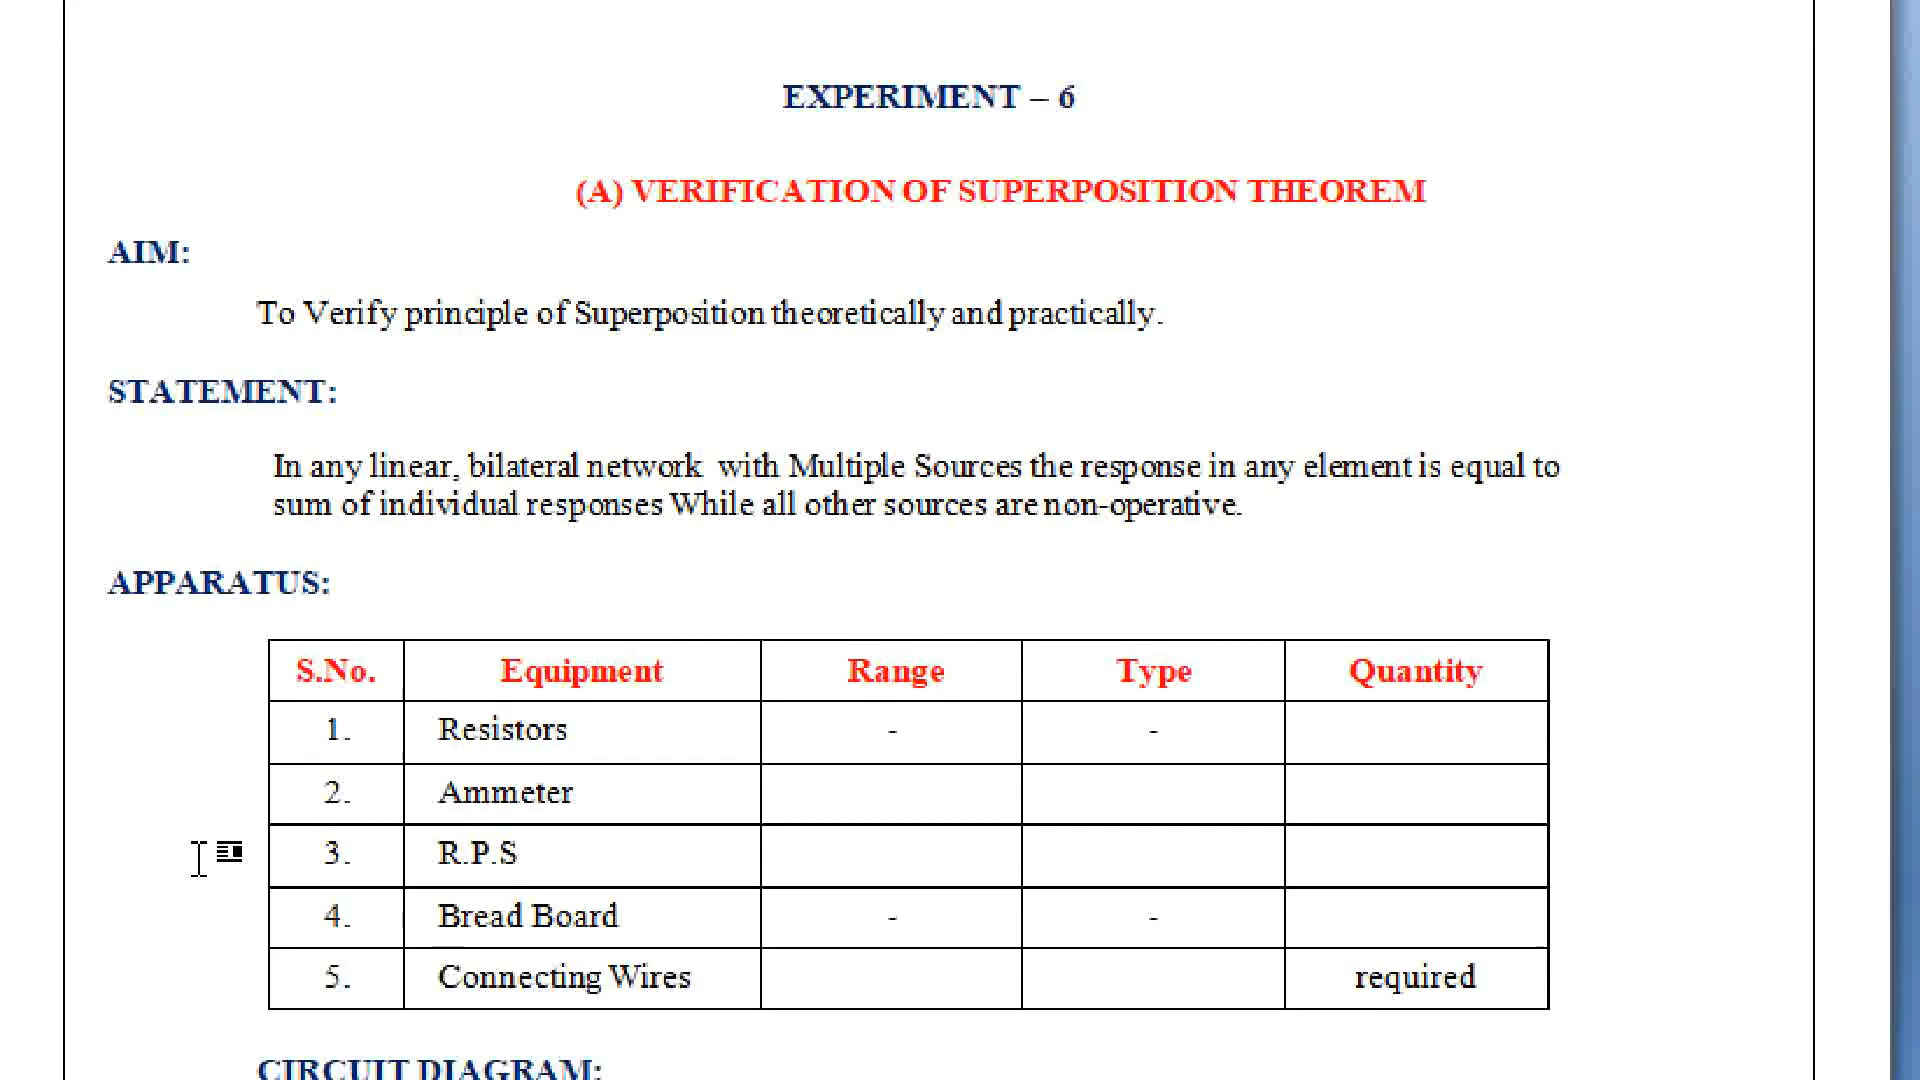 EXPERIMENT – 6
(A) VERIFICATION OF SUPERPOSITION THEOREM
AIM:
To Verify principle of Superposition theoretically and practically.
STATEMENT:
In any linear, bilateral network with Multiple Sources the response in any element is equal to
sum of individual responses While all other sources are non-operative.
APPARATUS:
S.No. Equipment Range Type Quantity
1. Resistors - -
2. Ammeter
3. R.P.S
4. Bread Board - -
5. Connecting Wires required
CIRCUIT DIAGRAM: